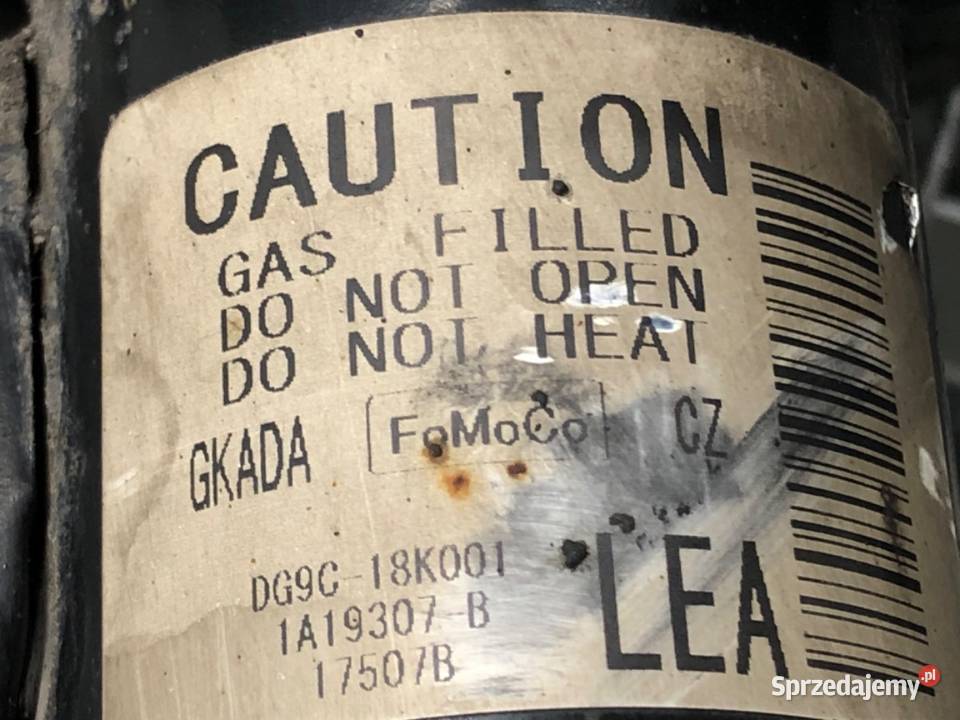 CAUTION
GAS FILLED
DO NOT OPEN
DO NOT HEAT
GKADA FoMoCo CZ
DG9C-18K001
1A19307-B
17507B
LEA
Sprzedajemy.pl